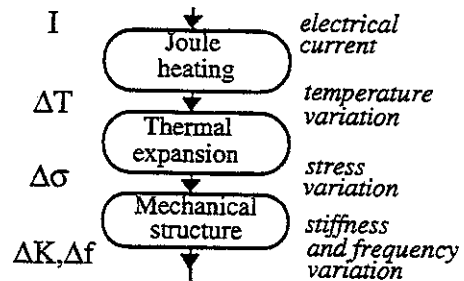 I
electrical
current
Joule
heating
ΔT
temperature
variation
Thermal
expansion
Δσ
stress
variation
Mechanical
structure
stiffness
and frequency
variation
ΔK,Δf